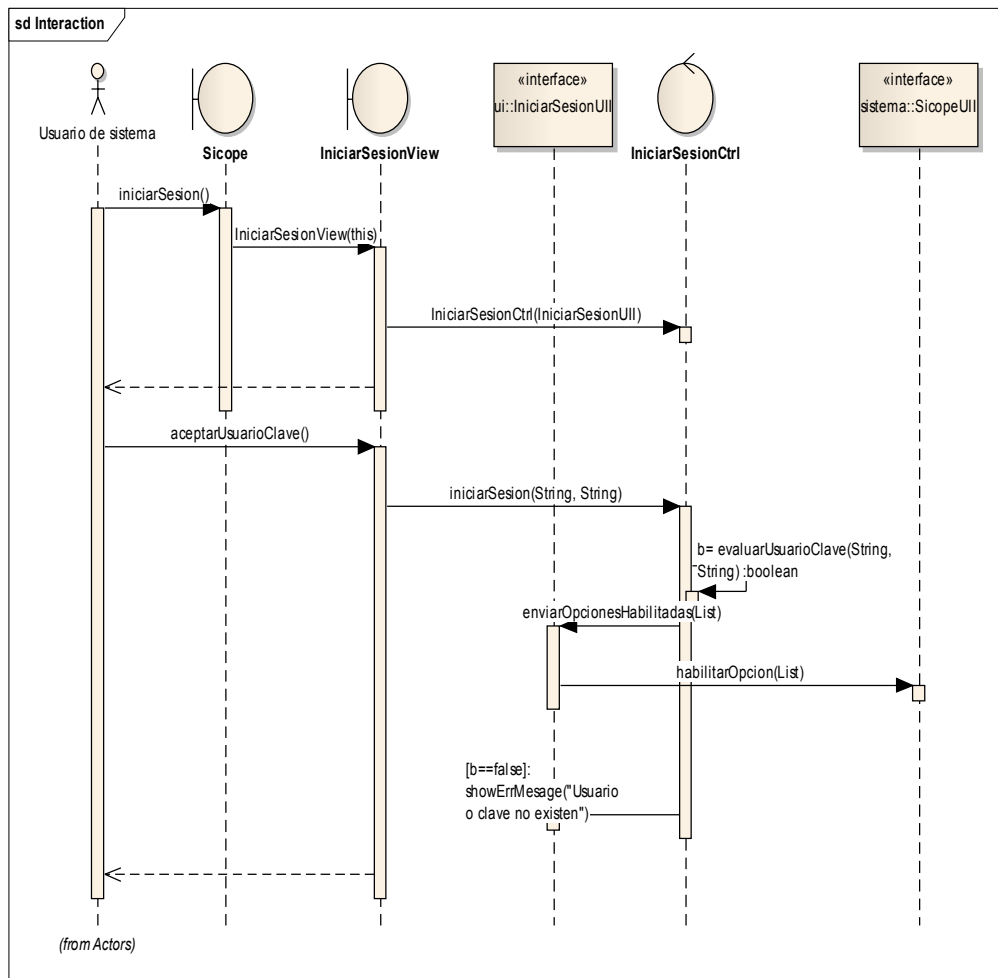 sd Interaction
«interface»
ui::IniciarSesionUII
«interface»
sistema::SicopeUII
Usuario de sistema
Sicope
IniciarSesionView
IniciarSesionCtrl
iniciarSesion()
IniciarSesionView(this)
IniciarSesionCtrl(IniciarSesionUII)
aceptarUsuarioClave()
iniciarSesion(String, String)
b= evaluarUsuarioClave(String,
String) :boolean
enviarOpcionesHabilitadas(List)
habilitarOpcion(List)
[b==false]:
showErrMesage("Usuario
o clave no existen")
(from Actors)